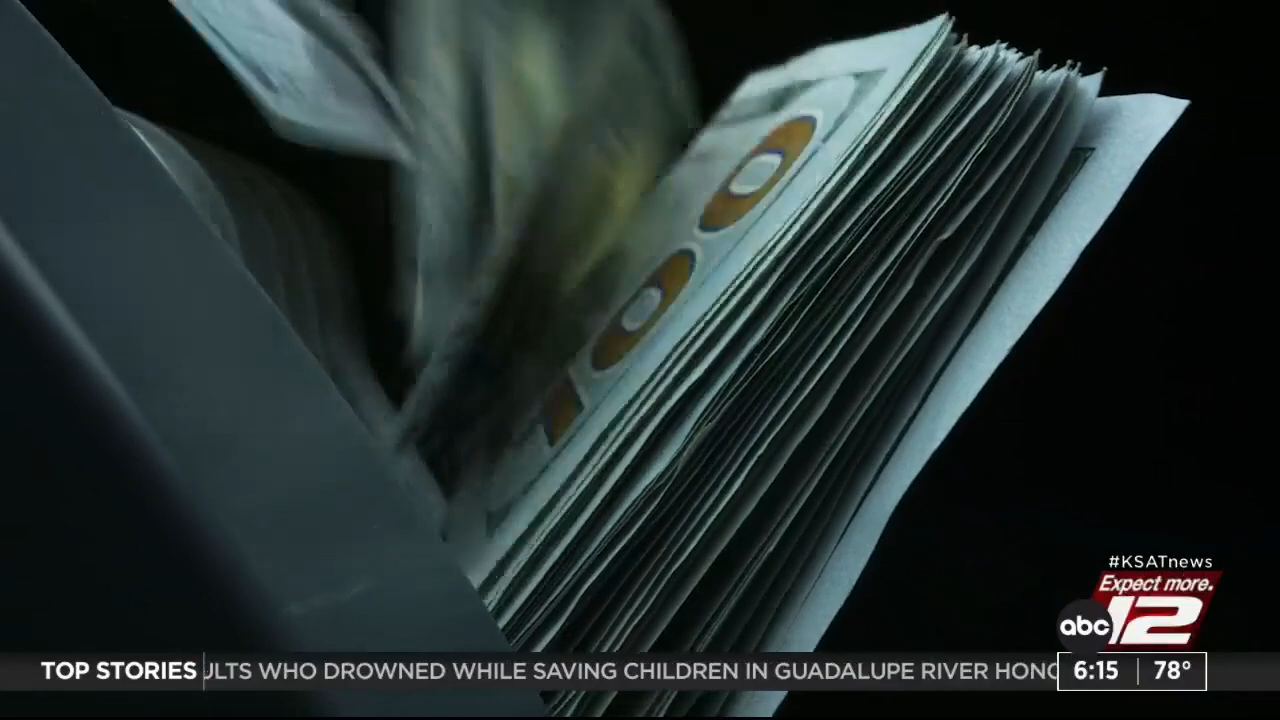 100
#KSATnews
Expect more.
abc 12
TOP STORIES ULTS WHO DROWNED WHILE SAVING CHILDREN IN GUADALUPE RIVER HONO
6:15 78°